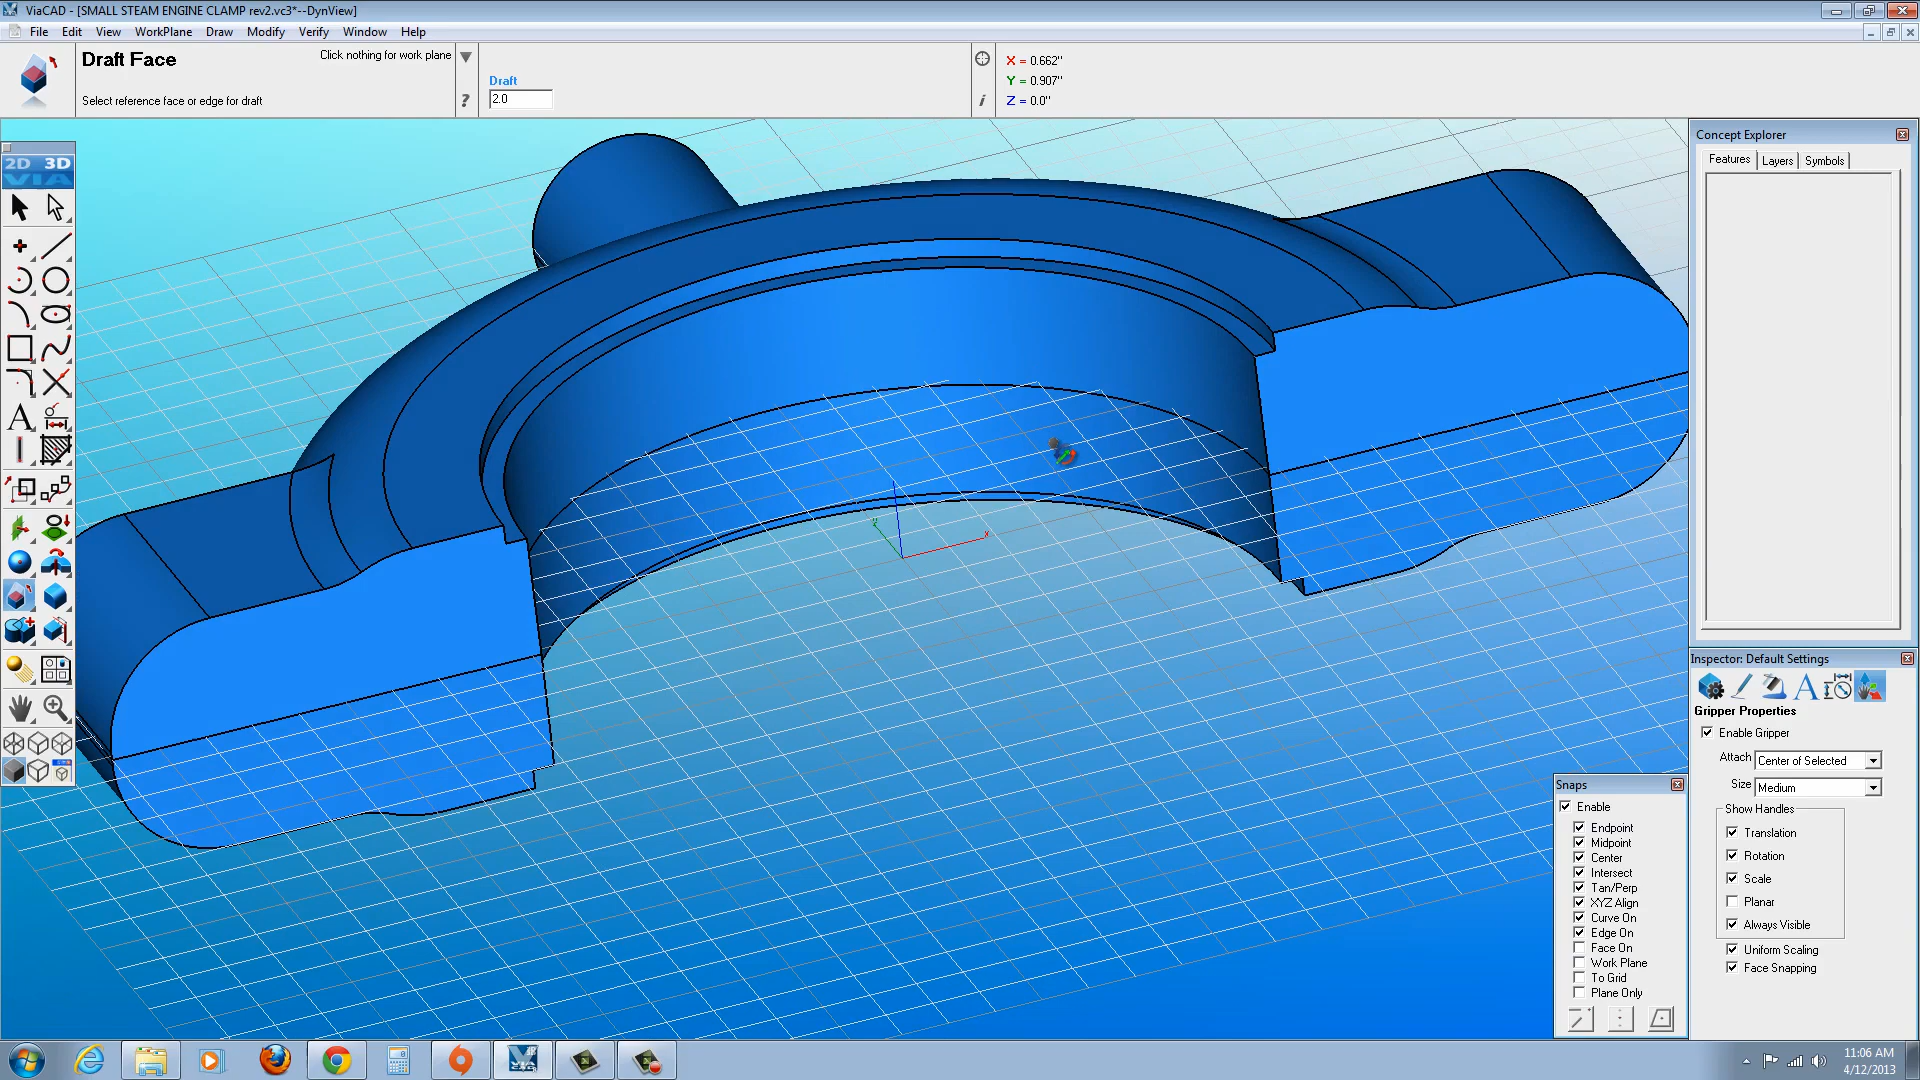 ViaCAD - [SMALL STEAM ENGINE CLAMP rev2.vc3*--DynView]
File Edit View WorkPlane Draw Modify Verify Window Help
Draft Face
Click nothing for work plane
Select reference face or edge for draft
?
Draft
2.0
i
X = 0.662"
Y = 0.907"
Z = 0.0"
2D 3D
VIA
A
x
y
Concept Explorer
Features Layers Symbols
Inspector: Default Settings
A
Gripper Properties
Enable Gripper
Attach Center of Selected
Size Medium
Show Handles
Translation
Rotation
Scale
Planar
Always Visible
Uniform Scaling
Face Snapping
Snaps
Enable
Endpoint
Midpoint
Center
Intersect
Tan/Perp
XYZ Align
Curve On
Edge On
Face On
Work Plane
To Grid
Plane Only
11:06 AM
4/12/2013